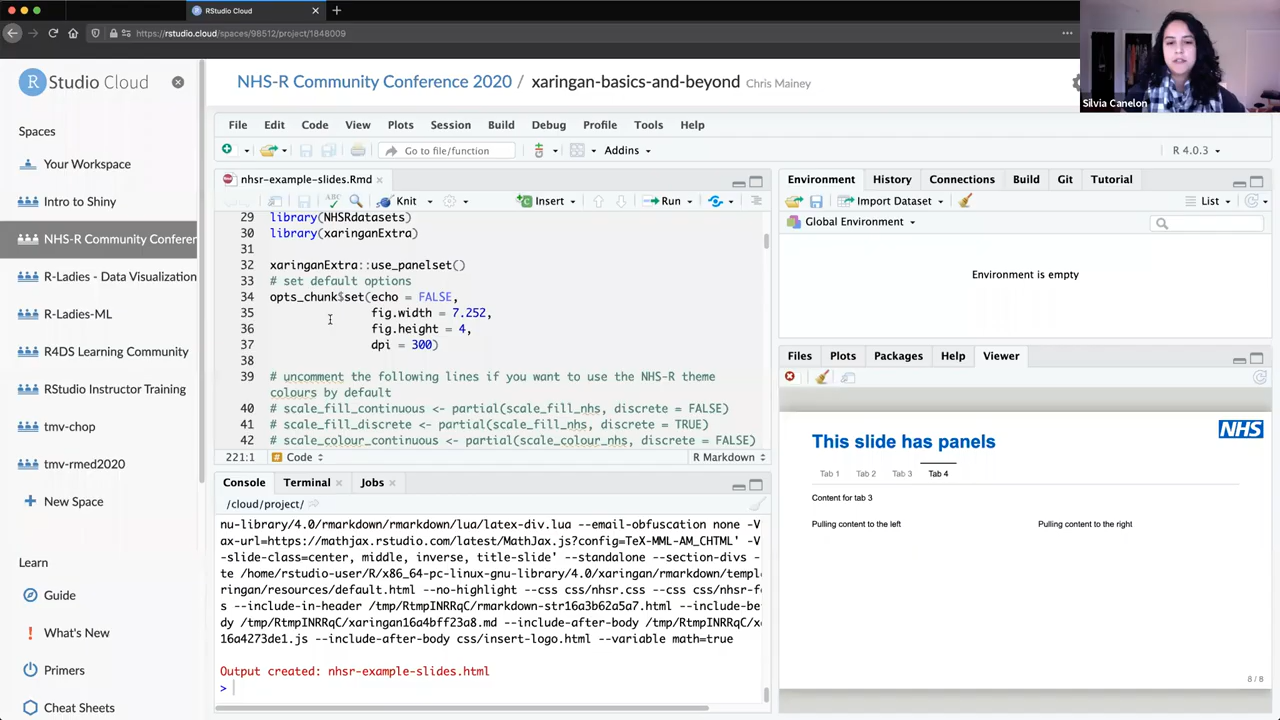 RStudio Cloud
https://rstudio.cloud/spaces/98512/project/1848009
Silvia Canelon
R Studio Cloud
NHS-R Community Conference 2020 / xaringan-basics-and-beyond Chris Mainey
Spaces
Your Workspace
Intro to Shiny
NHS-R Community Conferen
R-Ladies - Data Visualization
R-Ladies-ML
R4DS Learning Community
RStudio Instructor Training
tmv-chop
tmv-rmed2020
New Space
Learn
Guide
What's New
Primers
Cheat Sheets
File Edit Code View Plots Session Build Debug Profile Tools Help
Go to file/function
Addins
R 4.0.3
nhsr-example-slides.Rmd
ABC
Knit
Insert
Run
29 library(NHSRdatasets)
30 library(xaringanExtra)
31
32 xaringanExtra::use_panelset()
33 # set default options
34 opts_chunk$set(echo = FALSE,
35 fig.width = 7.252,
36 fig.height = 4,
37 dpi = 300)
38
39 # uncomment the following lines if you want to use the NHS-R theme
colours by default
40 # scale_fill_continuous <- partial(scale_fill_nhs, discrete = FALSE)
41 # scale_fill_discrete <- partial(scale_fill_nhs, discrete = TRUE)
42 # scale_colour_continuous <- partial(scale_colour_nhs, discrete = FALSE)
221:1 # Code R Markdown
Console Terminal Jobs
/cloud/project/
nu-library/4.0/rmarkdown/rmarkdown/lua/latex-div.lua --email-obfuscation none -V
ax-url=https://mathjax.rstudio.com/latest/MathJax.js?config=TeX-MML-AM_CHTML' -V
-slide-class=center, middle, inverse, title-slide' --standalone --section-divs -
te /home/rstudio-user/R/x86_64-pc-linux-gnu-library/4.0/xaringan/rmarkdown/templ
ringan/resources/default.html --no-highlight --css css/nhsr.css --css css/nhsr-f
s --include-in-header /tmp/RtmpINRRqC/rmarkdown-str16a3b62a5a7.html --include-be
dy /tmp/RtmpINRRqC/xaringan16a4bff23a8.md --include-after-body /tmp/RtmpINRRqC/x
16a4273de1.js --include-after-body css/insert-logo.html --variable math=true
Output created: nhsr-example-slides.html
>
Environment History Connections Build Git Tutorial
Import Dataset
List
Global Environment
Environment is empty
Files Plots Packages Help Viewer
This slide has panels
NHS
Tab 1 Tab 2 Tab 3 Tab 4
Content for tab 3
Pulling content to the left Pulling content to the right
8 / 8